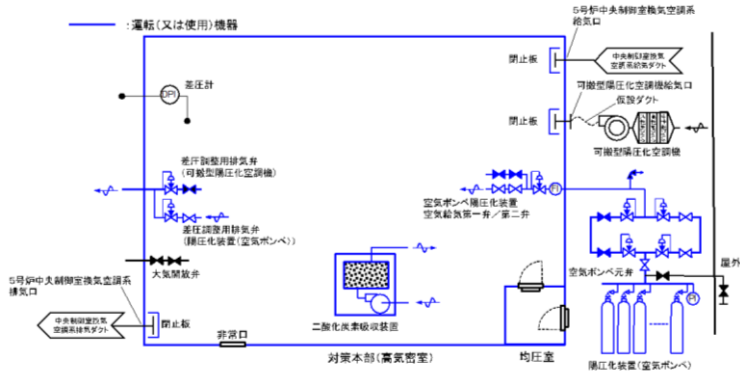 :運転(又は使用)機器
5号炉中央制御室換気空調系
給気口
閉止板
中央制御室換気
空調系給気ダクト
差圧計
DPI
可搬型陽圧化空調機給気口
仮設ダクト
閉止板
可搬型陽圧化空調機
差圧調整用排気弁
(可搬型陽圧化空調機)
空気ボンベ陽圧化装置
空気給気第一弁/第二弁
PI
差圧調整用排気弁
(陽圧化装置(空気ボンベ))
大気開放弁
空気ボンベ元弁
屋外
5号炉中央制御室換気空調系
排気口
PI
中央制御室換気
空調系排気ダクト
閉止板
非常口
二酸化炭素吸収装置
対策本部(高気密室)
均圧室
陽圧化装置(空気ボンベ)